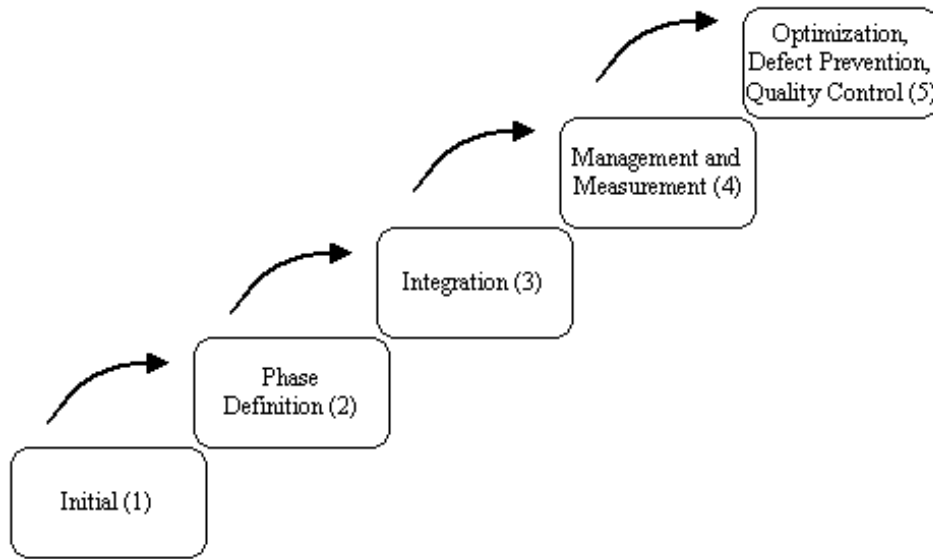 Optimization,
Defect Prevention,
Quality Control (5)
Management and
Measurement (4)
Integration (3)
Phase
Definition (2)
Initial (1)